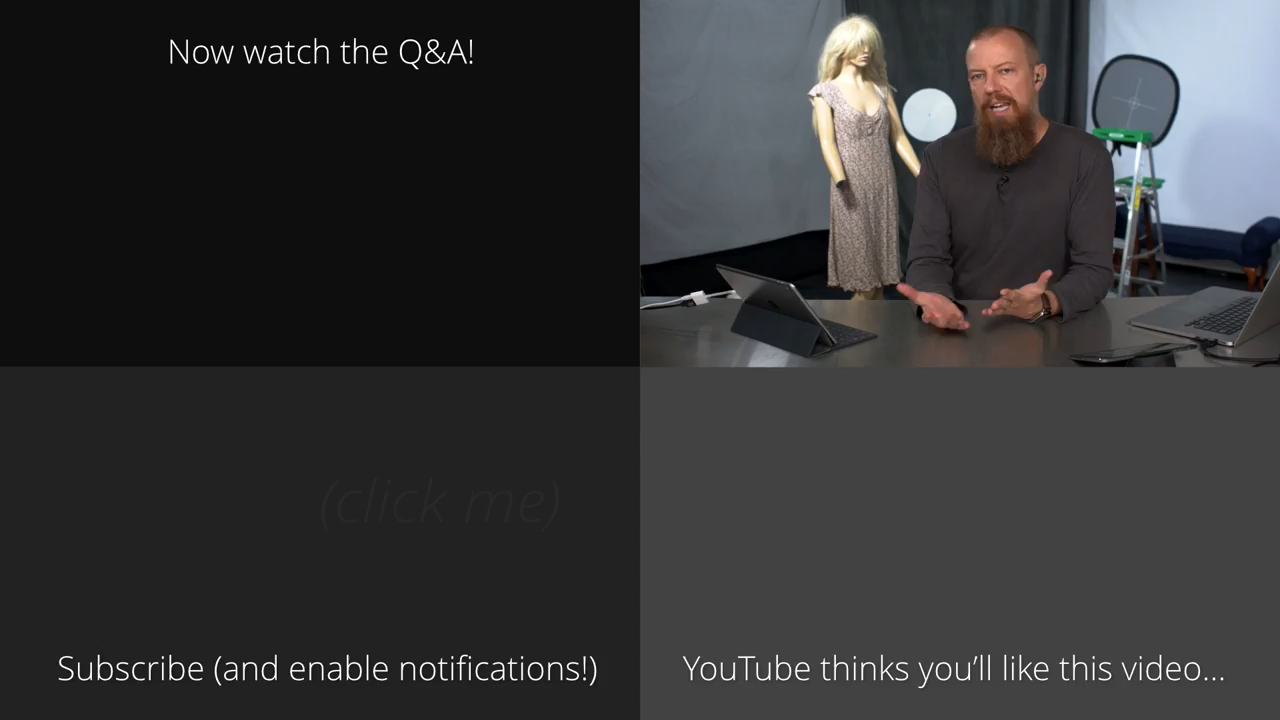 Now watch the Q&A!
(click me)
Subscribe (and enable notifications!)
YouTube thinks you’ll like this video...